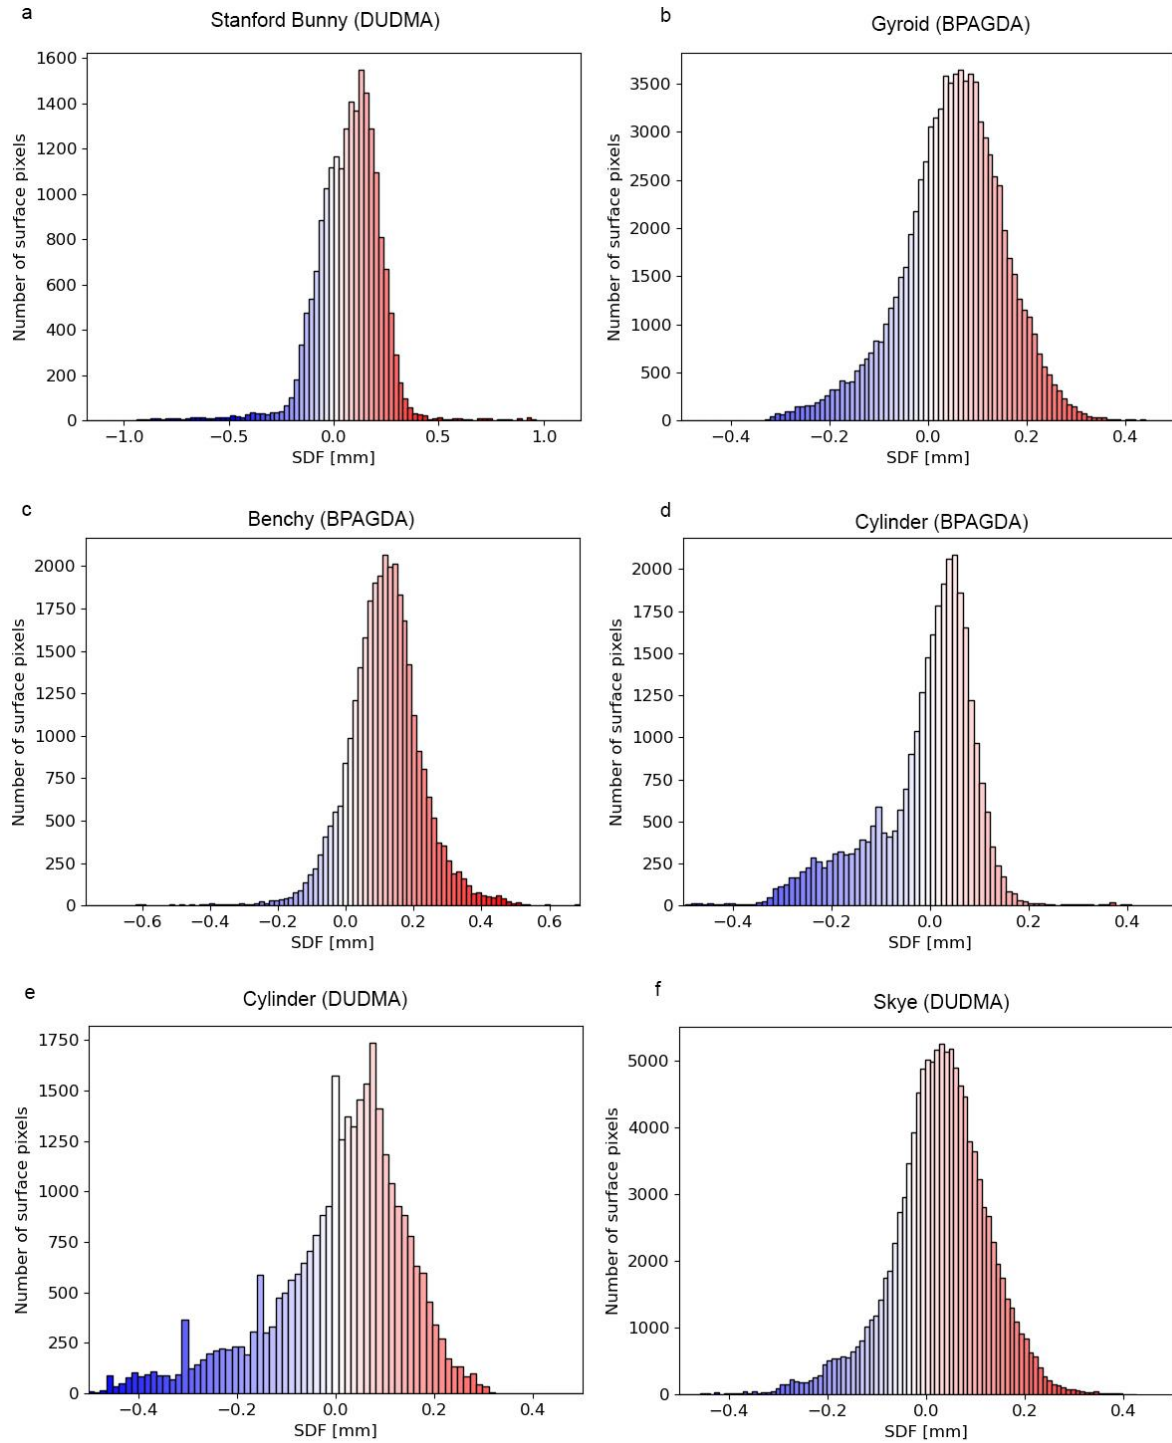 a
Stanford Bunny (DUDMA)
1600
1400
1200
1000
800
600
400
200
0
Number of surface pixels
−1.0 −0.5 0.0 0.5 1.0
SDF [mm]
b
Gyroid (BPAGDA)
3500
3000
2500
2000
1500
1000
500
0
Number of surface pixels
−0.4 −0.2 0.0 0.2 0.4
SDF [mm]
c
Benchy (BPAGDA)
2000
1750
1500
1250
1000
750
500
250
0
Number of surface pixels
−0.6 −0.4 −0.2 0.0 0.2 0.4 0.6
SDF [mm]
d
Cylinder (BPAGDA)
2000
1750
1500
1250
1000
750
500
250
0
Number of surface pixels
−0.4 −0.2 0.0 0.2 0.4
SDF [mm]
e
Cylinder (DUDMA)
1750
1500
1250
1000
750
500
250
0
Number of surface pixels
−0.4 −0.2 0.0 0.2 0.4
SDF [mm]
f
Skye (DUDMA)
5000
4000
3000
2000
1000
0
Number of surface pixels
−0.4 −0.2 0.0 0.2 0.4
SDF [mm]